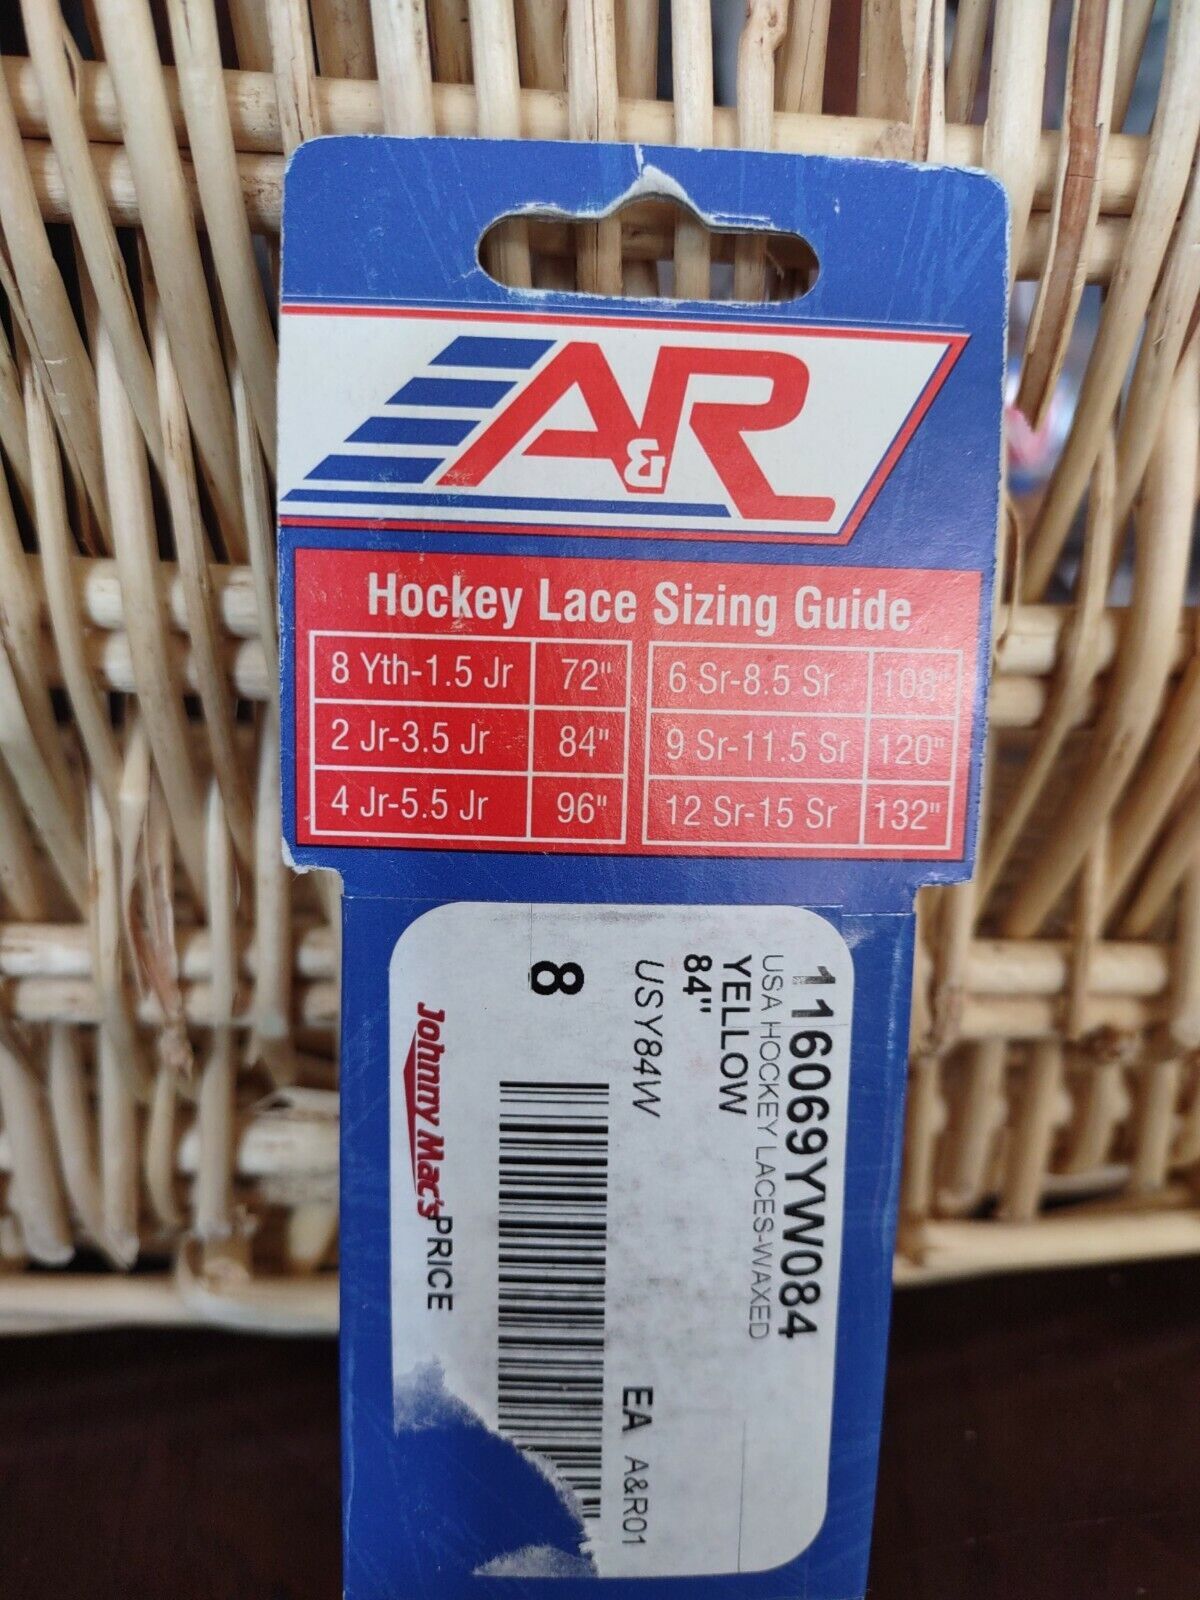 A&R
Hockey Lace Sizing Guide
8 Yth-1.5 Jr 72" 6 Sr-8.5 Sr 108"
2 Jr-3.5 Jr 84" 9 Sr-11.5 Sr 120"
4 Jr-5.5 Jr 96" 12 Sr-15 Sr 132"
116069YW084
USA HOCKEY LACES-WAXED
YELLOW
84"
USY84W EA A&R01
8
Johnny Mac's PRICE